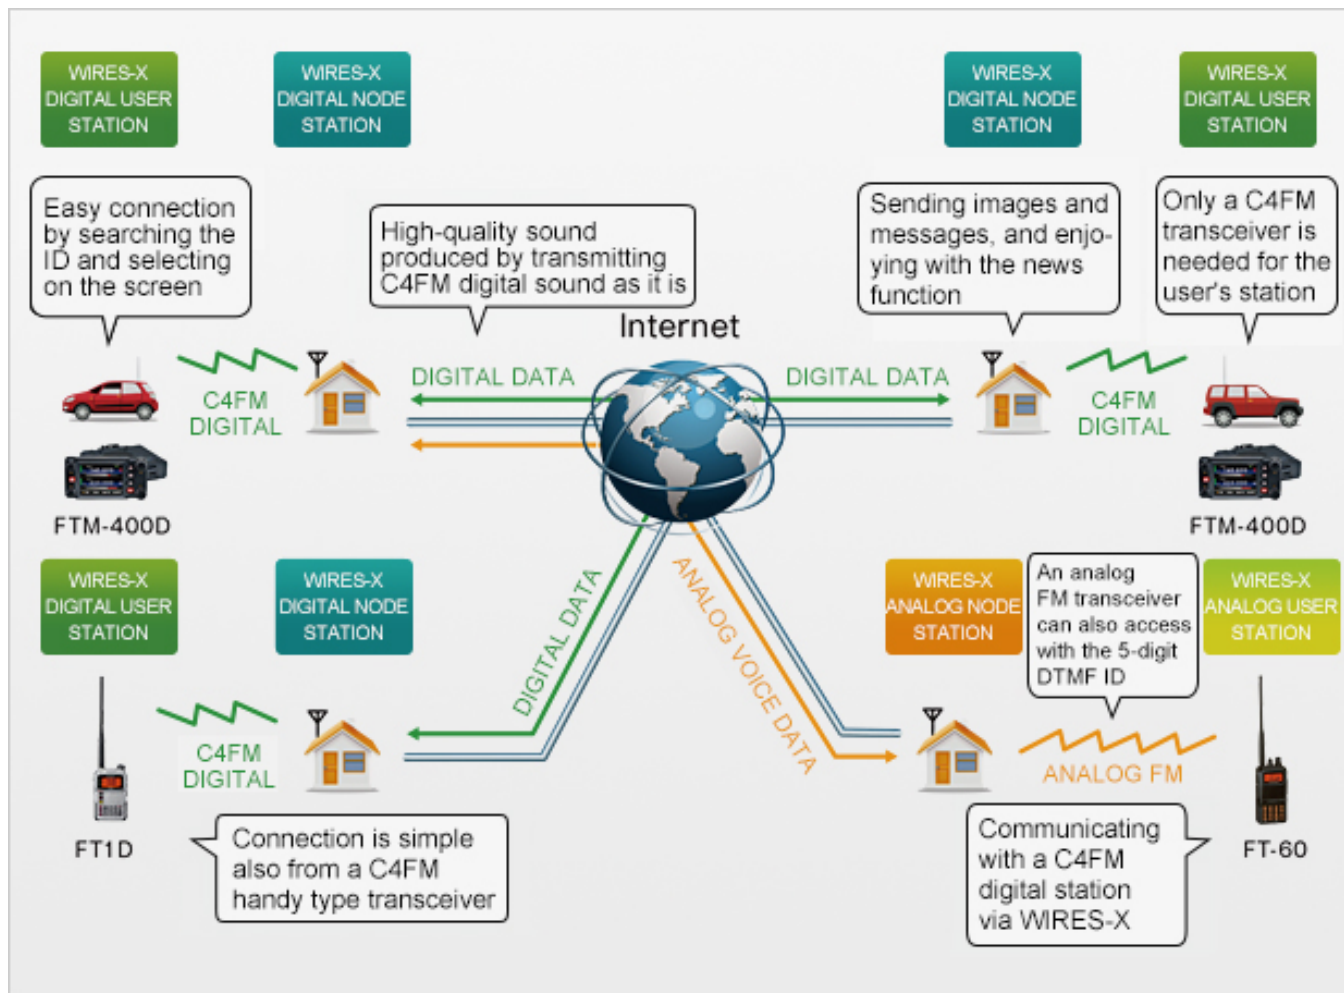 WIRES-X
DIGITAL USER
STATION
WIRES-X
DIGITAL NODE
STATION
WIRES-X
DIGITAL NODE
STATION
WIRES-X
DIGITAL USER
STATION
Easy connection
by searching the
ID and selecting
on the screen
High-quality sound
produced by transmitting
C4FM digital sound as it is
Sending images and
messages, and enjo-
ying with the news
function
Only a C4FM
transceiver is
needed for the
user's station
Internet
C4FM
DIGITAL
DIGITAL DATA
DIGITAL DATA
C4FM
DIGITAL
FTM-400D
FTM-400D
WIRES-X
DIGITAL USER
STATION
WIRES-X
DIGITAL NODE
STATION
DIGITAL DATA
ANALOG VOICE DATA
WIRES-X
ANALOG NODE
STATION
An analog
FM transceiver
can also access
with the 5-digit
DTMF ID
WIRES-X
ANALOG USER
STATION
C4FM
DIGITAL
ANALOG FM
FT1D
Connection is simple
also from a C4FM
handy type transceiver
Communicating
with a C4FM
digital station
via WIRES-X
FT-60